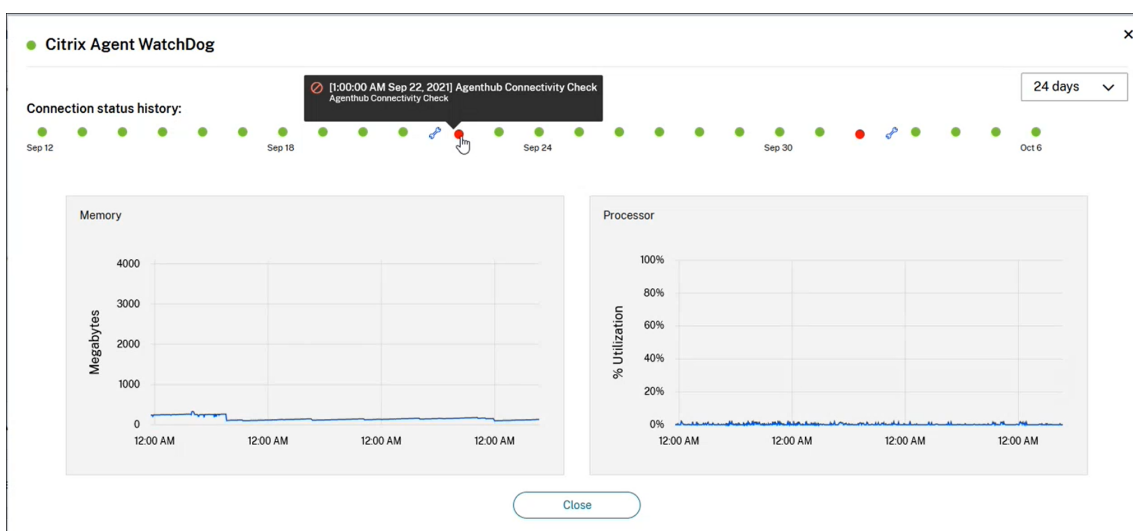 Citrix Agent WatchDog
[1:00:00 AM Sep 22, 2021] Agenthub Connectivity Check
Agenthub Connectivity Check
24 days
Connection status history:
Sep 12
Sep 18
Sep 24
Sep 30
Oct 6
Memory
4000
3000
2000
1000
0
Megabytes
12:00 AM
12:00 AM
12:00 AM
12:00 AM
Processor
100%
80%
60%
40%
20%
0%
% Utilization
12:00 AM
12:00 AM
12:00 AM
12:00 AM
Close